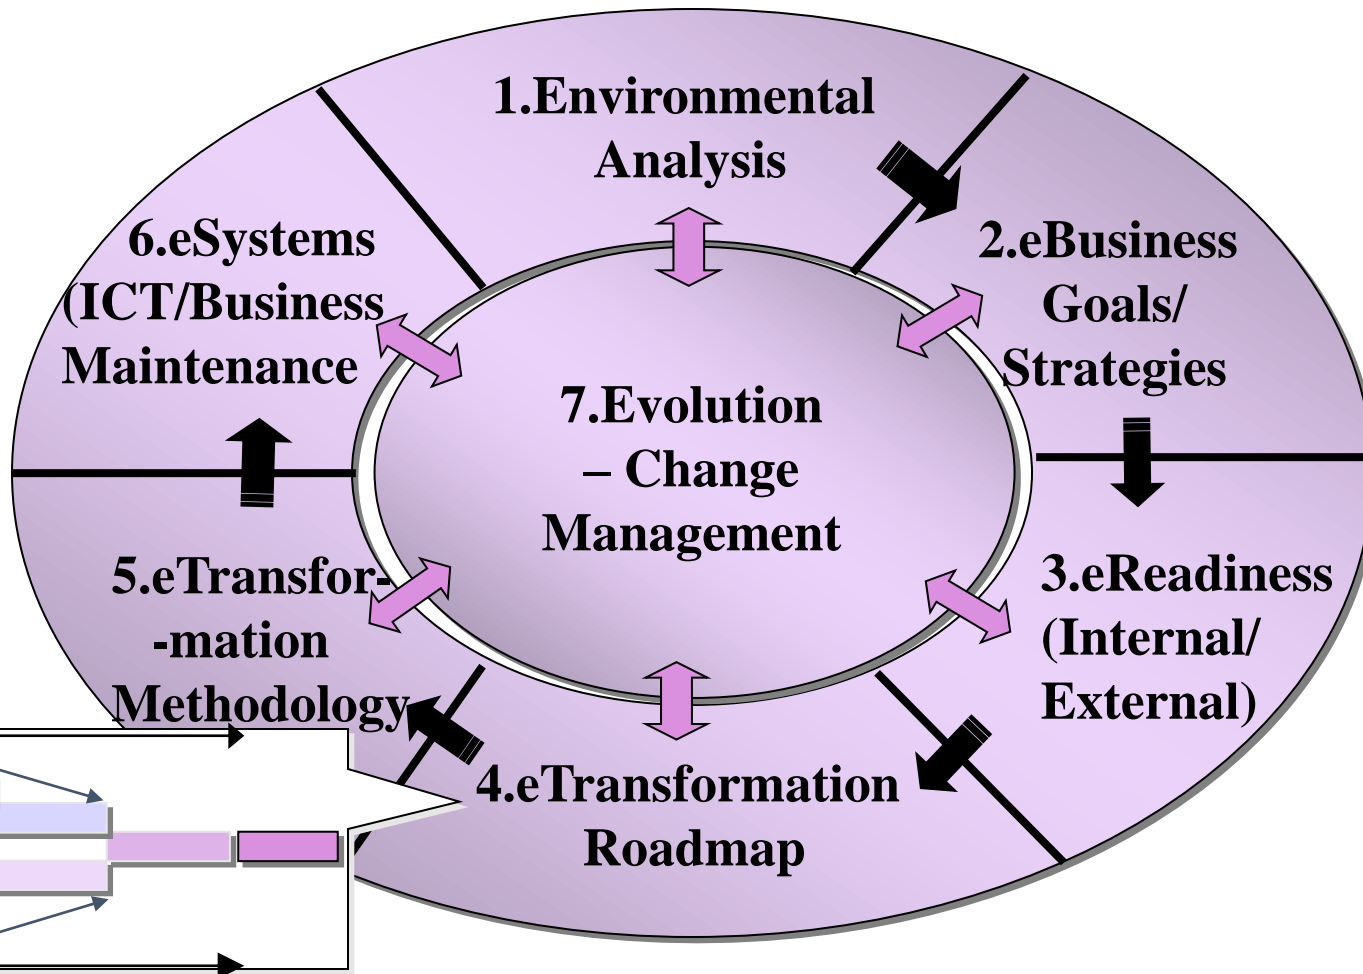 1.Environmental
Analysis
2.eBusiness
Goals/
Strategies
3.eReadiness
(Internal/
External)
4.eTransformation
Roadmap
5.eTransfor-
-mation
Methodology
6.eSystems
(ICT/Business
Maintenance
7.Evolution
– Change
Management